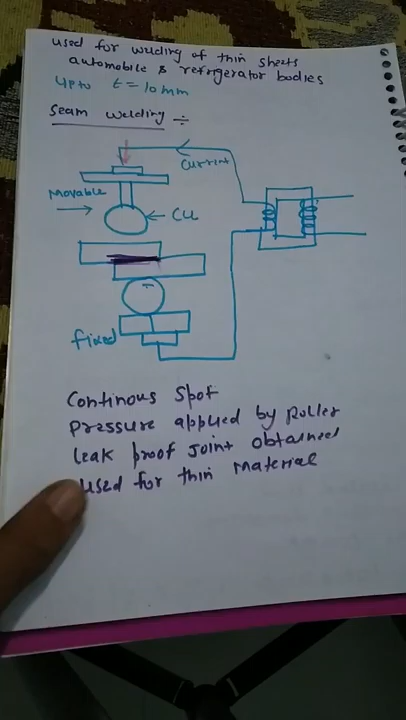 used for welding of thin sheets
automobile & refrigerator bodies
upto t = 10 mm
Seam welding ÷
Current
Movable
CU
fixed
Continous Spot
Pressure applied by Roller
leak proof Joint obtained
used for thin material